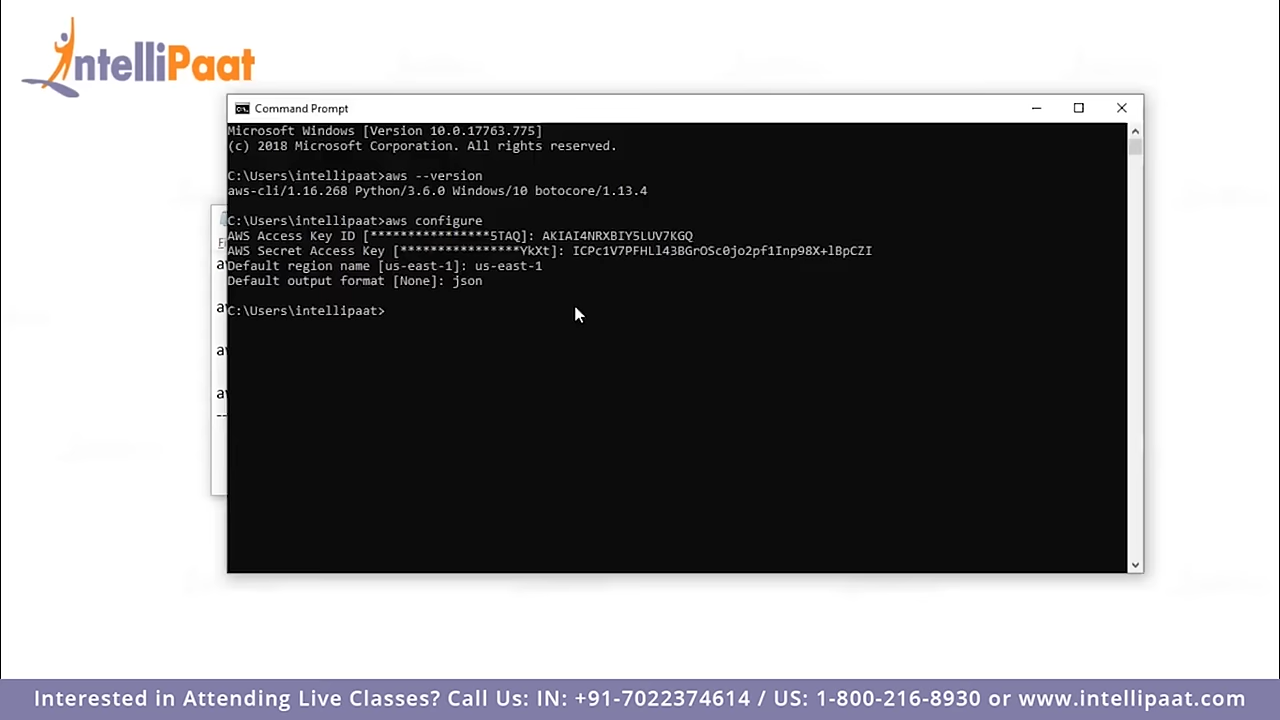 IntelliPaat
Command Prompt
Microsoft Windows [Version 10.0.17763.775]
(c) 2018 Microsoft Corporation. All rights reserved.
C:\Users\intellipaat>aws --version
aws-cli/1.16.268 Python/3.6.0 Windows/10 botocore/1.13.4
C:\Users\intellipaat>aws configure
AWS Access Key ID [****************5TAQ]: AKIAI4NRXBIY5LUV7KGQ
AWS Secret Access Key [****************YkXt]: 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
Default region name [us-east-1]: us-east-1
Default output format [None]: json
C:\Users\intellipaat>
Interested in Attending Live Classes? Call Us: IN: +91-7022374614 / US: 1-800-216-8930 or www.intellipaat.com